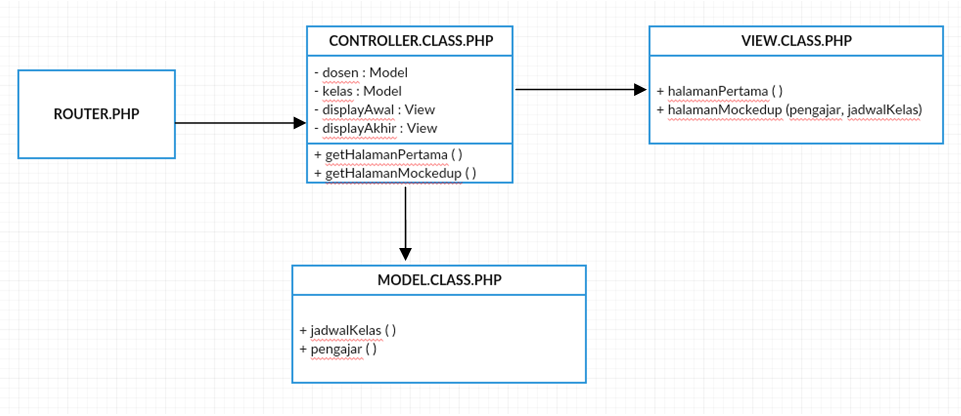 ROUTER.PHP
CONTROLLER.CLASS.PHP
- dosen : Model
- kelas : Model
- displayAwal : View
- displayAkhir : View
+ getHalamanPertama ( )
+ getHalamanMockedup ( )
VIEW.CLASS.PHP
+ halamanPertama ( )
+ halamanMockedup (pengajar, jadwalKelas)
MODEL.CLASS.PHP
+ jadwalKelas ( )
+ pengajar ( )